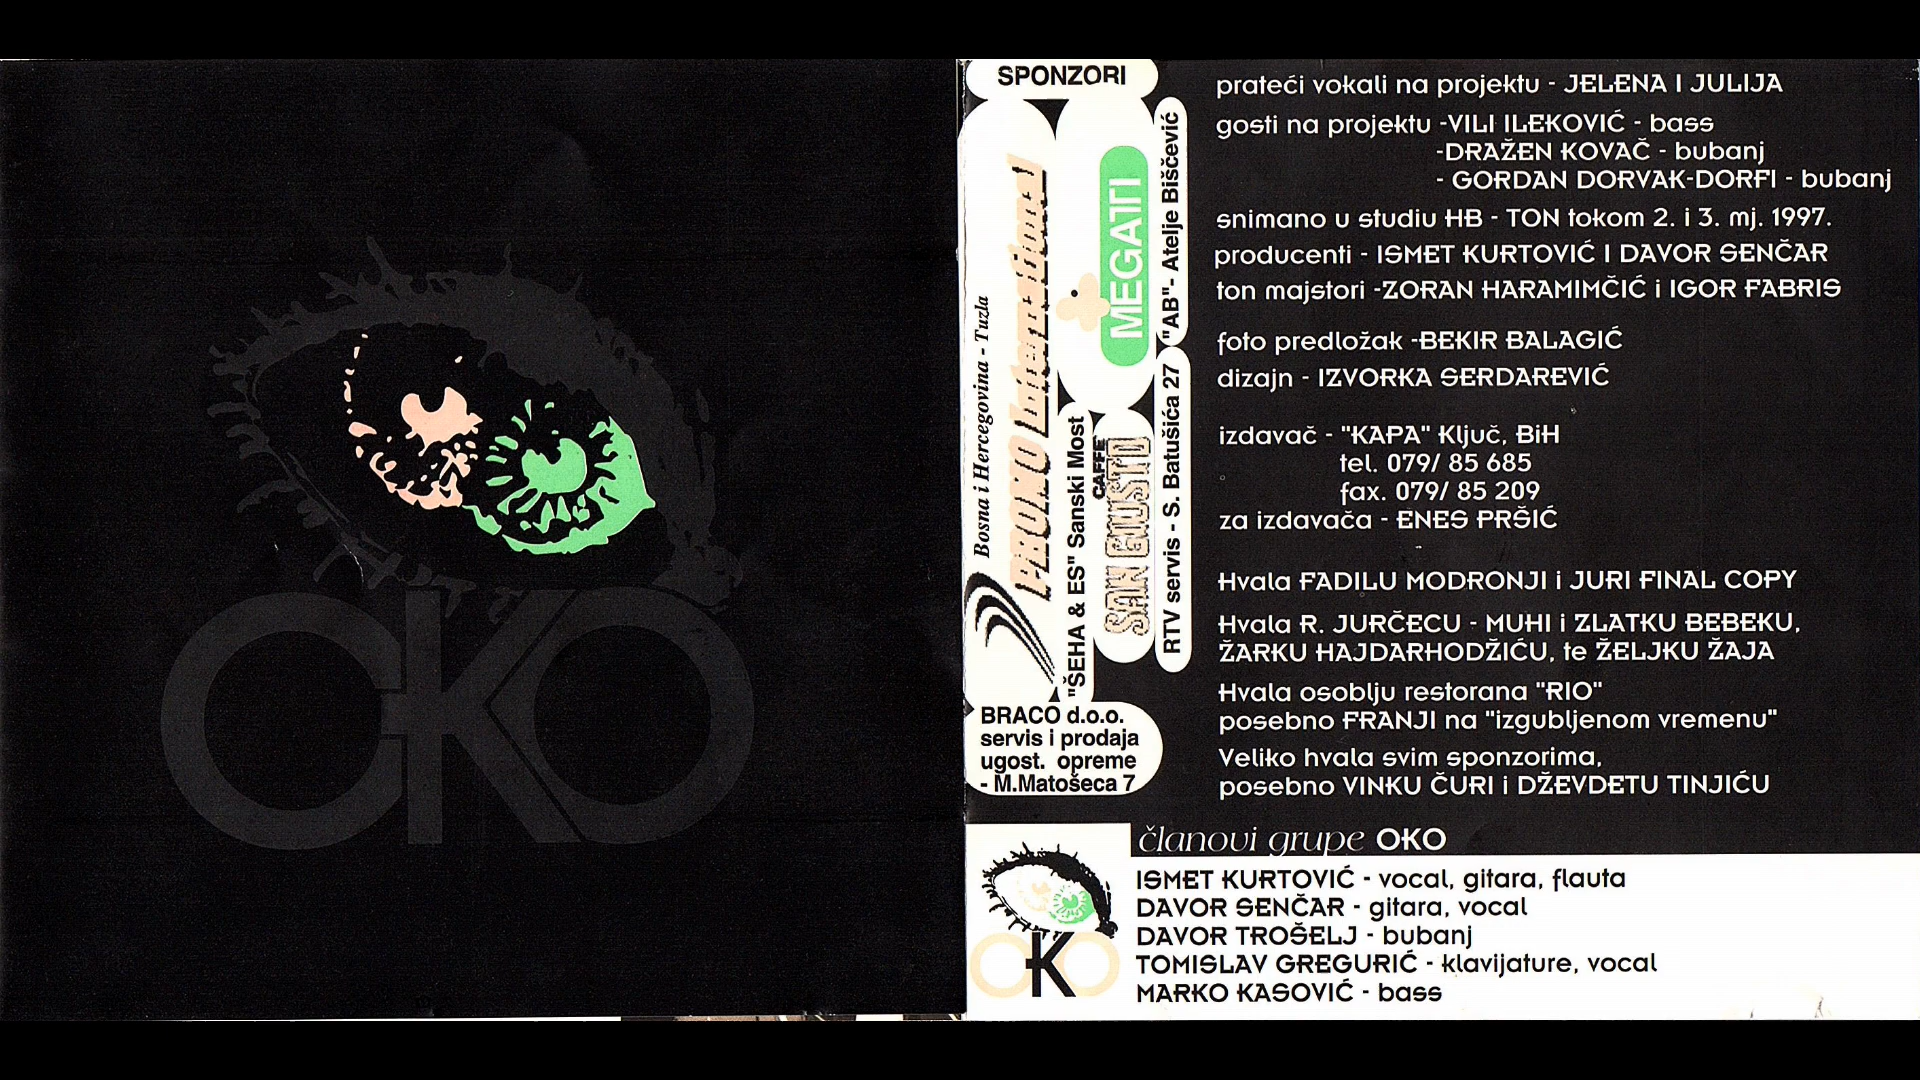 OKO
SPONZORI
Bosna i Hercegovina - Tuzla
PROMO International
MEGATI
"AB"- Atelje Biščević
"ŠEHA & ES" Sanski Most
CAFFE
SAN GIUSTO
RTV servis - S. Batušića 27
BRACO d.o.o.
servis i prodaja
ugost. opreme
- M.Matošeca 7
prateći vokali na projektu - JELENA I JULIJA
gosti na projektu -VILI ILEKOVIĆ - bass
-DRAŽEN KOVAČ - bubanj
- GORDAN DORVAK-DORFI - bubanj
snimano u studiu HB - TON tokom 2. i 3. mj. 1997.
producenti - ISMET KURTOVIĆ I DAVOR SENČAR
ton majstori -ZORAN HARAMIMČIĆ i IGOR FABRIS
foto predložak -BEKIR BALAGIĆ
dizajn - IZVORKA SERDAREVIĆ
izdavač - "KAPA" Ključ, BiH
tel. 079/ 85 685
fax. 079/ 85 209
za izdavača - ENES PRŠIĆ
Hvala FADILU MODRONJI i JURI FINAL COPY
Hvala R. JURČECU - MUHI i ZLATKU BEBEKU,
ŽARKU HAJDARHODŽIĆU, te ŽELJKU ŽAJA
Hvala osoblju restorana "RIO"
posebno FRANJI na "izgubljenom vremenu"
Veliko hvala svim sponzorima,
posebno VINKU ČURI i DŽEVDETU TINJIĆU
članovi grupe OKO
OKO
ISMET KURTOVIĆ - vocal, gitara, flauta
DAVOR SENČAR - gitara, vocal
DAVOR TROŠELJ - bubanj
TOMISLAV GREGURIĆ - klavijature, vocal
MARKO KASOVIĆ - bass